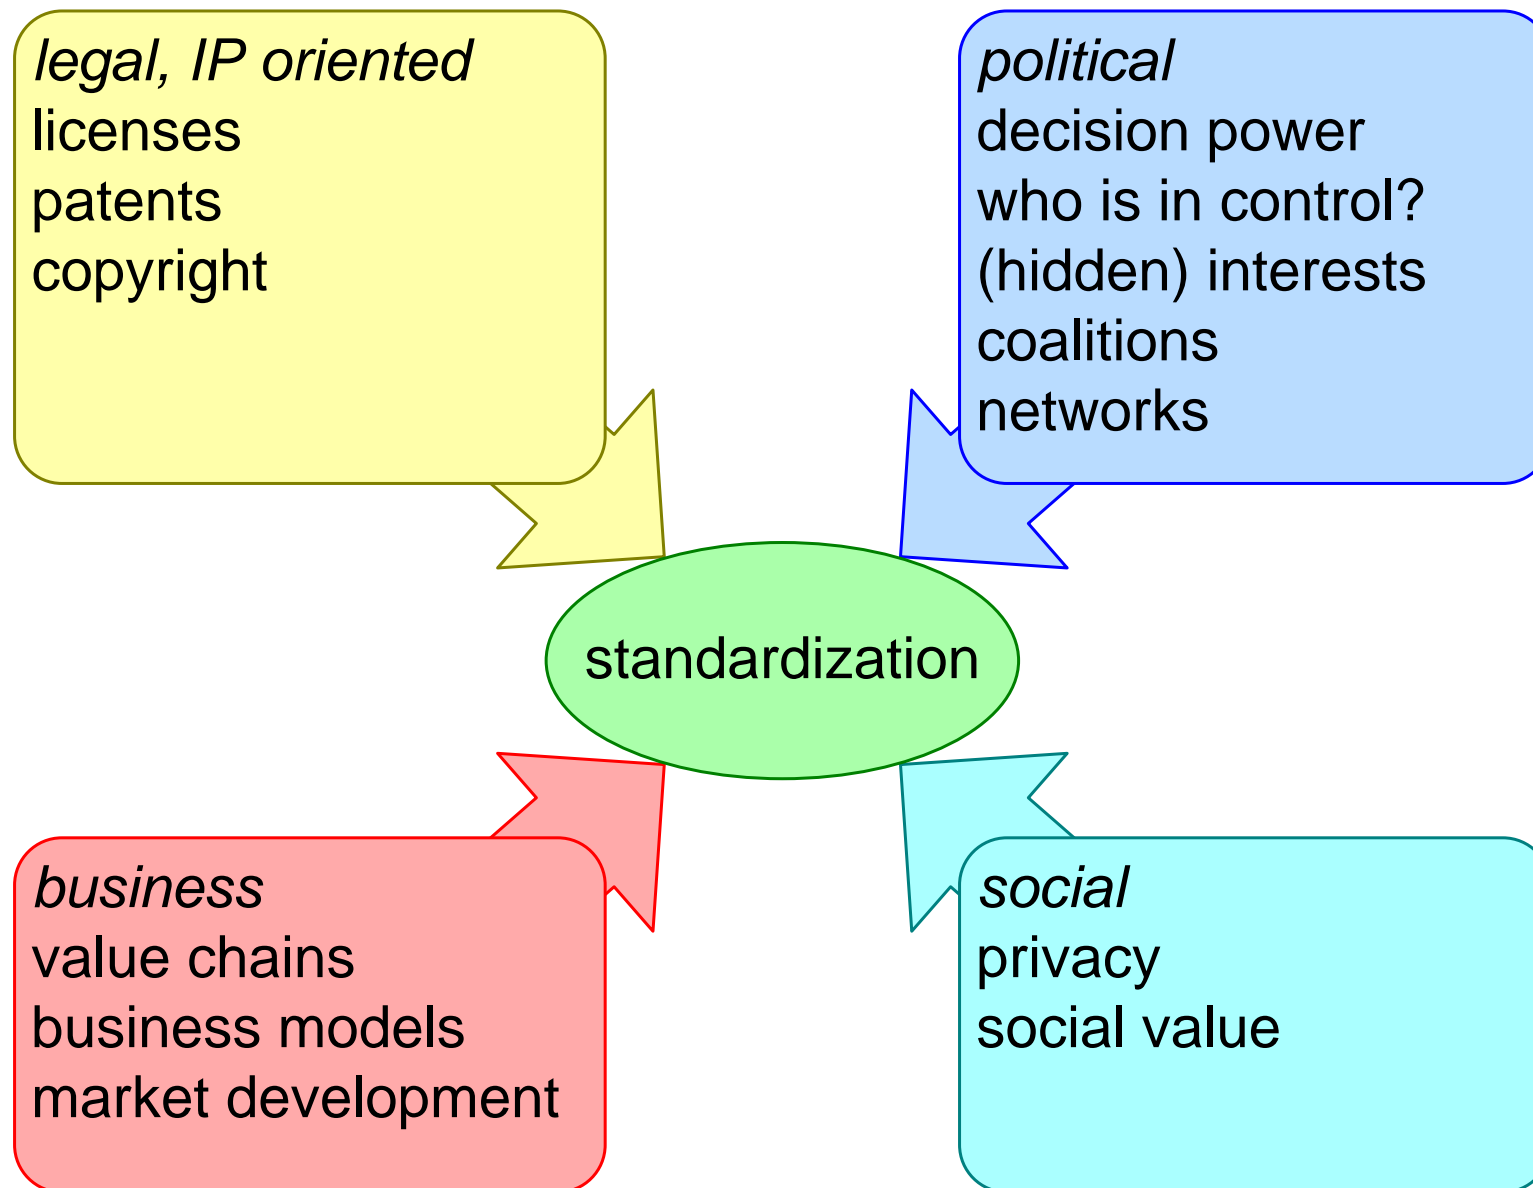 legal, IP oriented
licenses
patents
copyright
political
decision power
who is in control?
(hidden) interests
coalitions
networks
standardization
business
value chains
business models
market development
social
privacy
social value